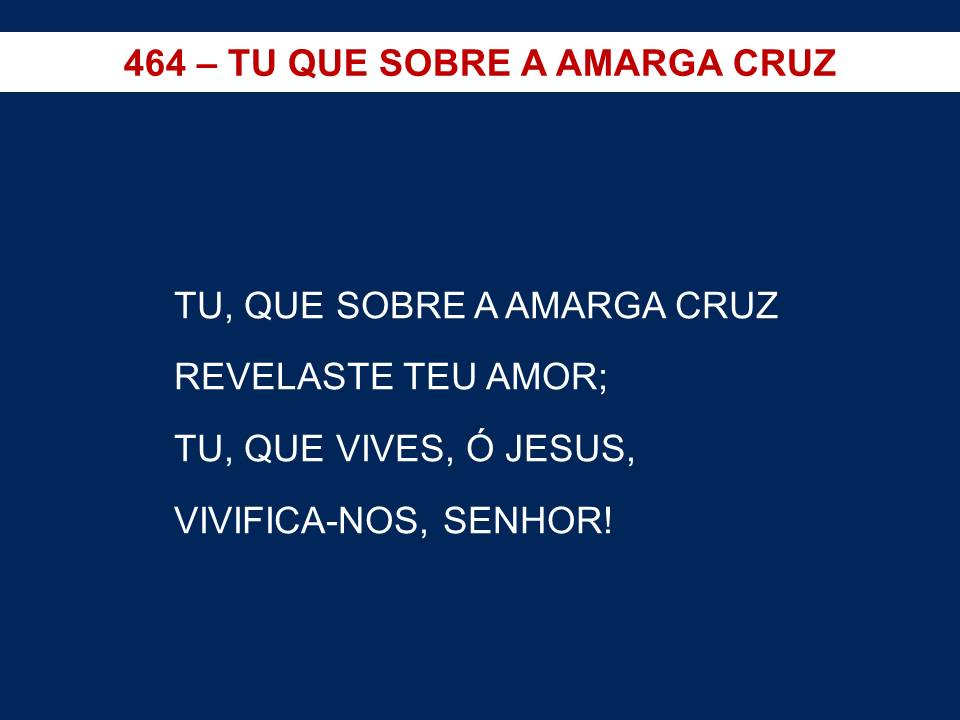 464 – TU QUE SOBRE A AMARGA CRUZ
TU, QUE SOBRE A AMARGA CRUZ
REVELASTE TEU AMOR;
TU, QUE VIVES, Ó JESUS,
VIVIFICA-NOS, SENHOR!